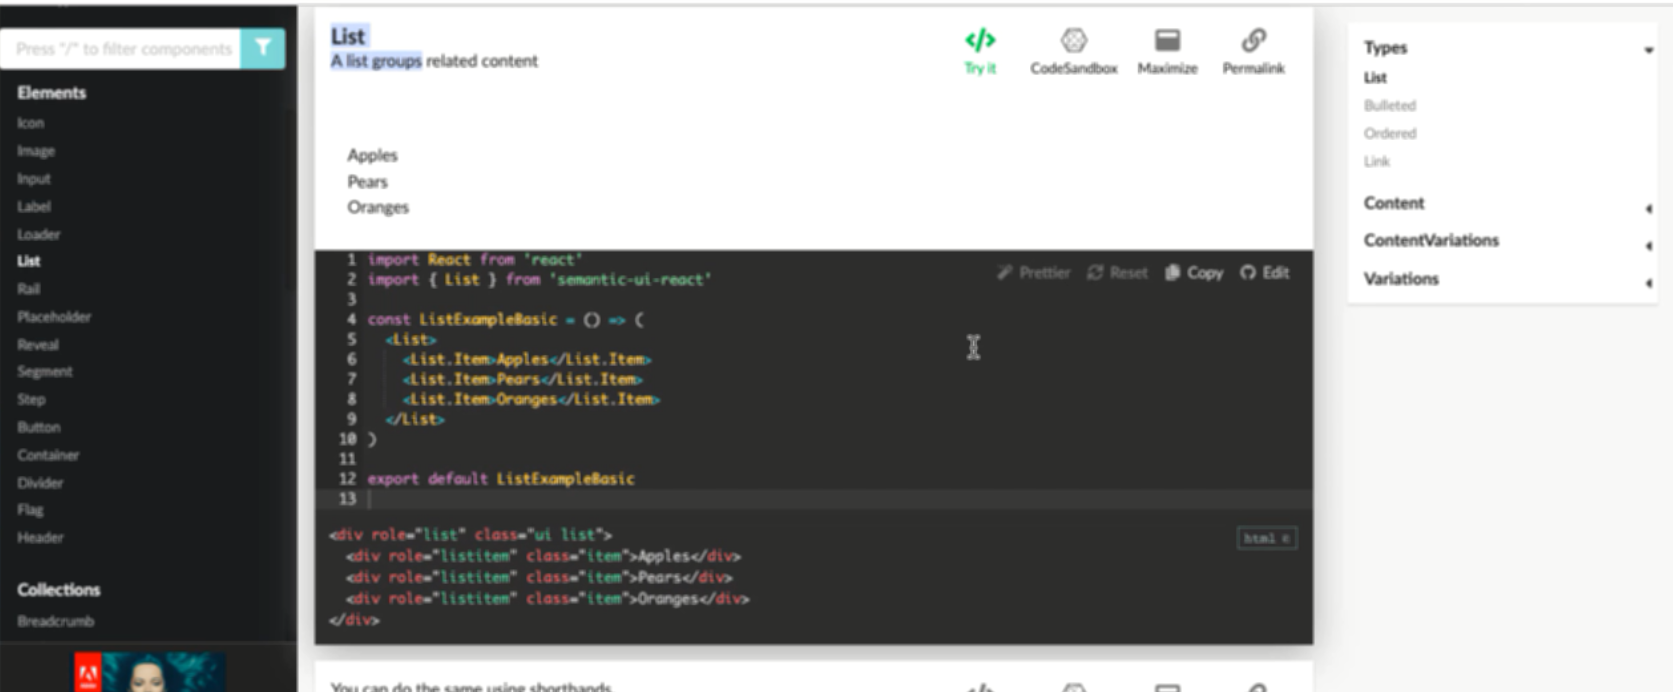 Press "/" to filter components
Elements
Icon
Image
Input
Label
Loader
List
Rail
Placeholder
Reveal
Segment
Step
Button
Container
Divider
Flag
Header
Collections
Breadcrumb
List
A list groups related content
Try it
CodeSandbox
Maximize
Permalink
Apples
Pears
Oranges
Prettier Reset Copy Edit
1 import React from 'react'
2 import { List } from 'semantic-ui-react'
3
4 const ListExampleBasic = () => (
5 <List>
6 <List.Item>Apples</List.Item>
7 <List.Item>Pears</List.Item>
8 <List.Item>Oranges</List.Item>
9 </List>
10 )
11
12 export default ListExampleBasic
13
html
<div role="list" class="ui list">
<div role="listitem" class="item">Apples</div>
<div role="listitem" class="item">Pears</div>
<div role="listitem" class="item">Oranges</div>
</div>
You can do the same using shorthands.
Types
List
Bulleted
Ordered
Link
Content
ContentVariations
Variations